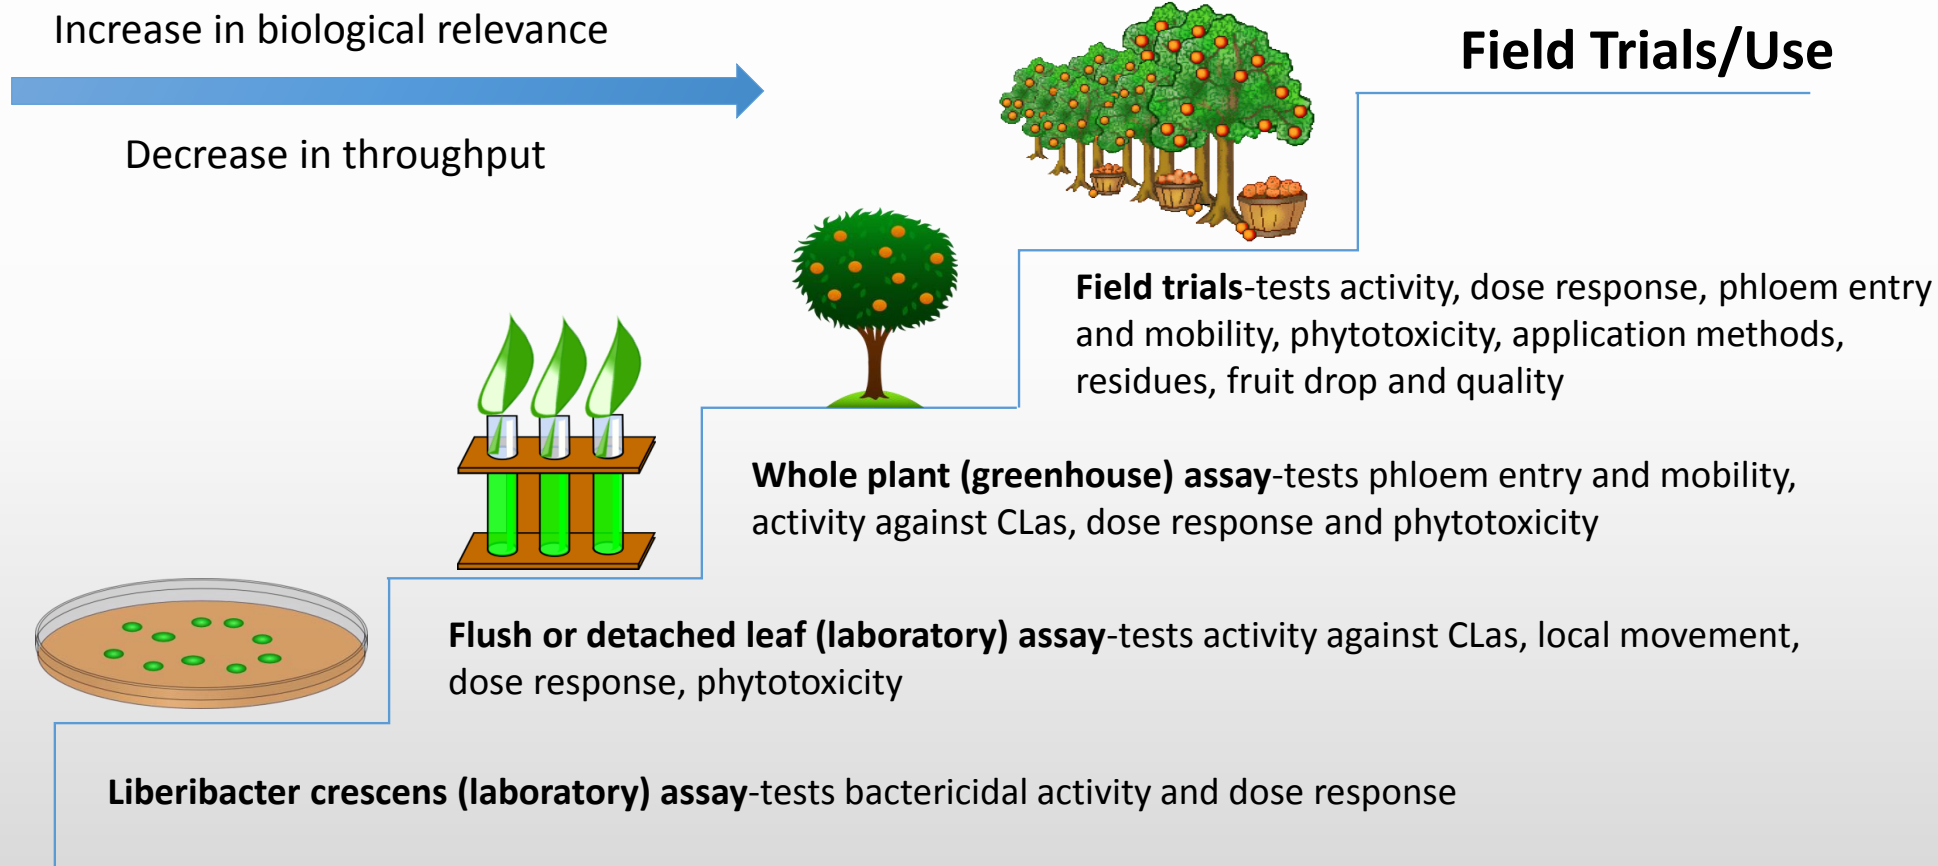 Increase in biological relevance
Decrease in throughput
Field Trials/Use
Field trials-tests activity, dose response, phloem entry
and mobility, phytotoxicity, application methods,
residues, fruit drop and quality
Whole plant (greenhouse) assay-tests phloem entry and mobility,
activity against CLas, dose response and phytotoxicity
Flush or detached leaf (laboratory) assay-tests activity against CLas, local movement,
dose response, phytotoxicity
Liberibacter crescens (laboratory) assay-tests bactericidal activity and dose response